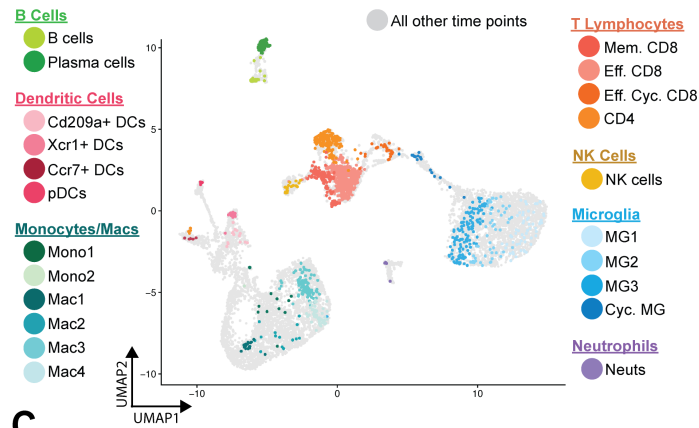 B Cells
B cells
Plasma cells
Dendritic Cells
Cd209a+ DCs
Xcr1+ DCs
Ccr7+ DCs
pDCs
Monocytes/Macs
Mono1
Mono2
Mac1
Mac2
Mac3
Mac4
All other time points
10
5
0
−5
−10
−10
0
10
UMAP2
UMAP1
T Lymphocytes
Mem. CD8
Eff. CD8
Eff. Cyc. CD8
CD4
NK Cells
NK cells
Microglia
MG1
MG2
MG3
Cyc. MG
Neutrophils
Neuts
C